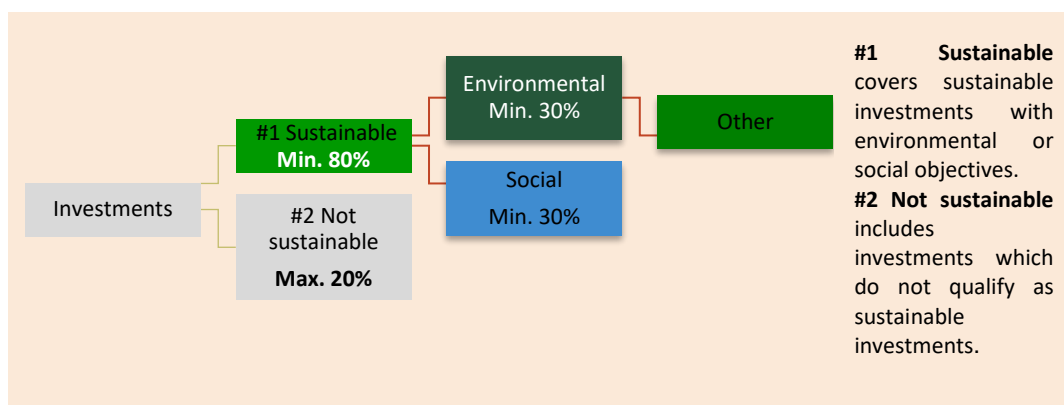 Investments
#1 Sustainable
Min. 80%
#2 Not
sustainable
Max. 20%
Environmental
Min. 30%
Social
Min. 30%
Other
#1 Sustainable
covers sustainable
investments with
environmental or
social objectives.
#2 Not sustainable
includes
investments which
do not qualify as
sustainable
investments.